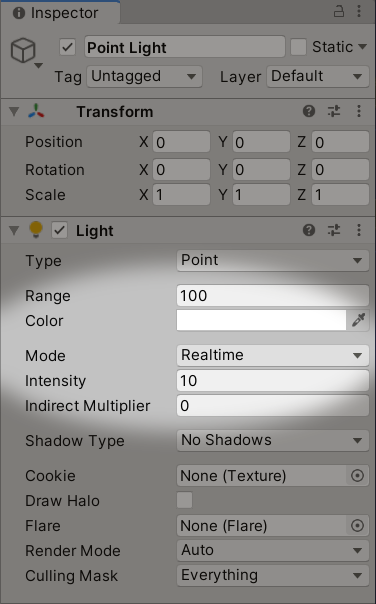 Inspector
Point Light Static
Tag Untagged Layer Default
Transform
Position X 0 Y 0 Z 0
Rotation X 0 Y 0 Z 0
Scale X 1 Y 1 Z 1
Light
Type Point
Range 100
Color
Mode Realtime
Intensity 10
Indirect Multiplier 0
Shadow Type No Shadows
Cookie None (Texture)
Draw Halo
Flare None (Flare)
Render Mode Auto
Culling Mask Everything